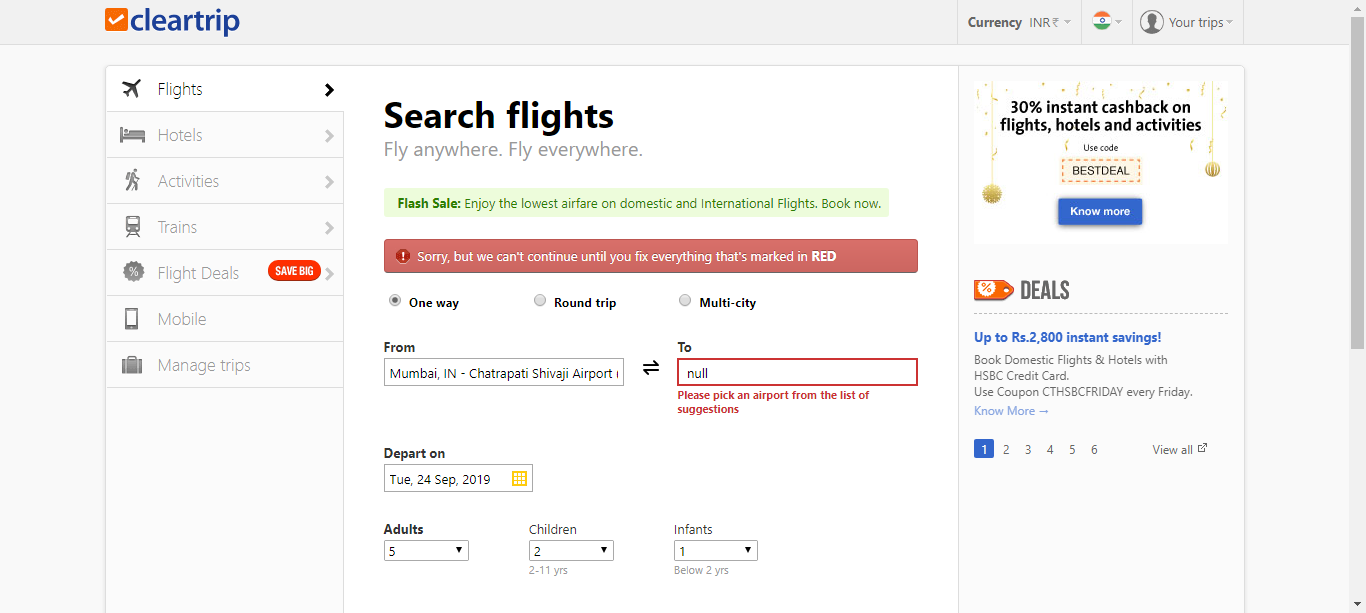 cleartrip
Currency INR₹
Your trips
Flights
Hotels
Activities
Trains
Flight Deals SAVE BIG
Mobile
Manage trips
Search flights
Fly anywhere. Fly everywhere.
Flash Sale: Enjoy the lowest airfare on domestic and International Flights. Book now.
Sorry, but we can't continue until you fix everything that's marked in RED
One way Round trip Multi-city
From
Mumbai, IN - Chatrapati Shivaji Airport (
To
null
Please pick an airport from the list of
suggestions
Depart on
Tue, 24 Sep, 2019
Adults
5
Children
2
2-11 yrs
Infants
1
Below 2 yrs
30% instant cashback on
flights, hotels and activities
Use code
BESTDEAL
Know more
% DEALS
Up to Rs.2,800 instant savings!
Book Domestic Flights & Hotels with
HSBC Credit Card.
Use Coupon CTHSBCFRIDAY every Friday.
Know More →
1 2 3 4 5 6 View all